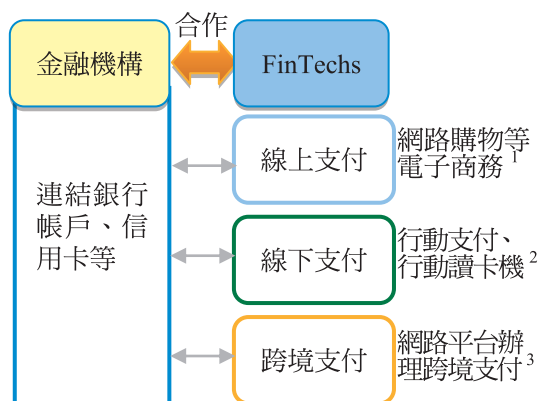 合作
金融機構
FinTechs
連結銀行
帳戶、信
用卡等
線上支付
網路購物等
電子商務1
線下支付
行動支付、
行動讀卡機2
跨境支付
網路平台辦
理跨境支付3